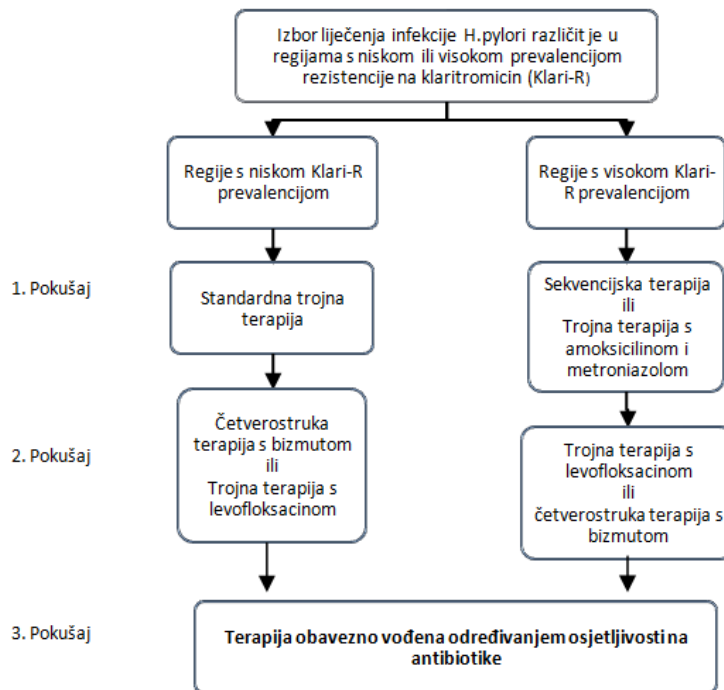 Izbor liječenja infekcije H.pylori različit je u
regijama s niskom ili visokom prevalencijom
rezistencije na klaritromicin (Klari-R)
Regije s niskom Klari-R
prevalencijom
Regije s visokom Klari-
R prevalencijom
1. Pokušaj
Standardna trojna
terapija
Sekvencijska terapija
ili
Trojna terapija s
amoksicilinom i
metroniazolom
2. Pokušaj
Četverostruka
terapija s bizmutom
ili
Trojna terapija s
levofloksacinom
Trojna terapija s
levofloksacinom
ili
četverostruka terapija s
bizmutom
3. Pokušaj
Terapija obavezno vođena određivanjem osjetljivosti na
antibiotike